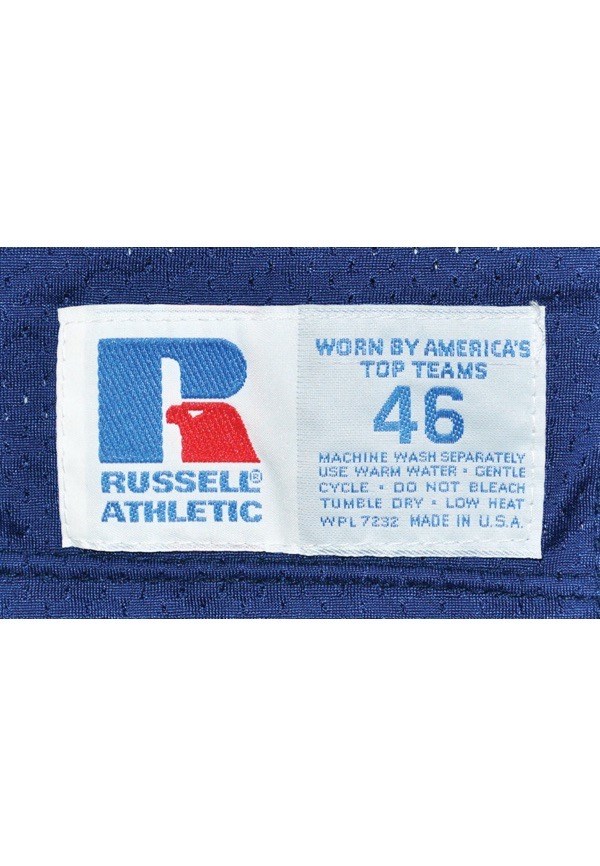 RUSSELL®
ATHLETIC
WORN BY AMERICA'S
TOP TEAMS
46
MACHINE WASH SEPARATELY
USE WARM WATER • GENTLE
CYCLE • DO NOT BLEACH
TUMBLE DRY • LOW HEAT
WPL 7232 MADE IN U.S.A.